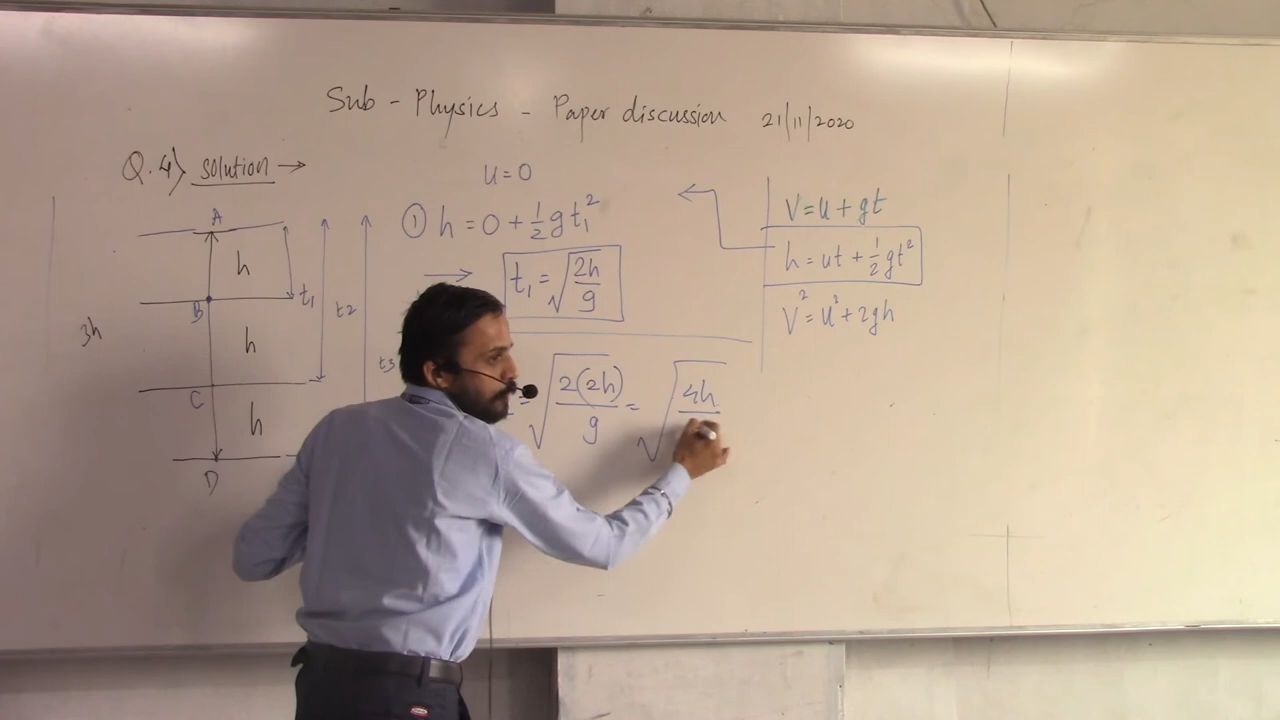 Sub - Physics - Paper discussion 21/11/2020
Q.4) solution →
u=0
A
h
B
h
C
h
D
3h
t₁
t₂
t₃
① h = 0 + ½ g t₁²
→ t₁ = √(2h/g)
= √(2(2h)/g) = √(4h
V = u + gt
h = ut + ½ gt²
V² = u² + 2gh